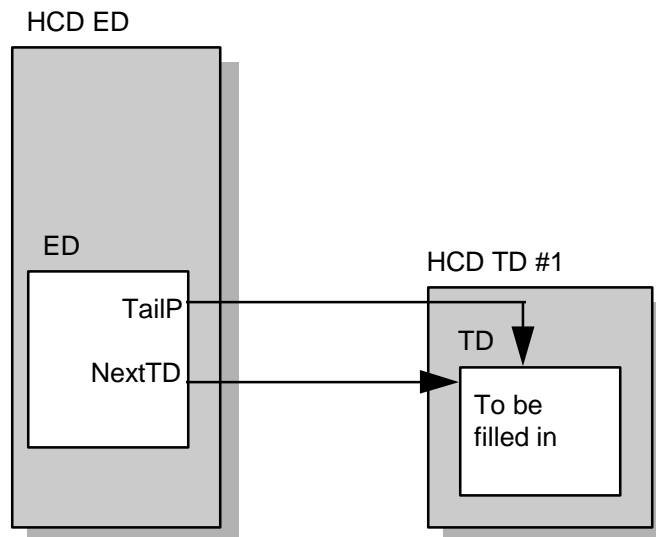 HCD ED
ED
TailP
NextTD
HCD TD #1
TD
To be
filled in